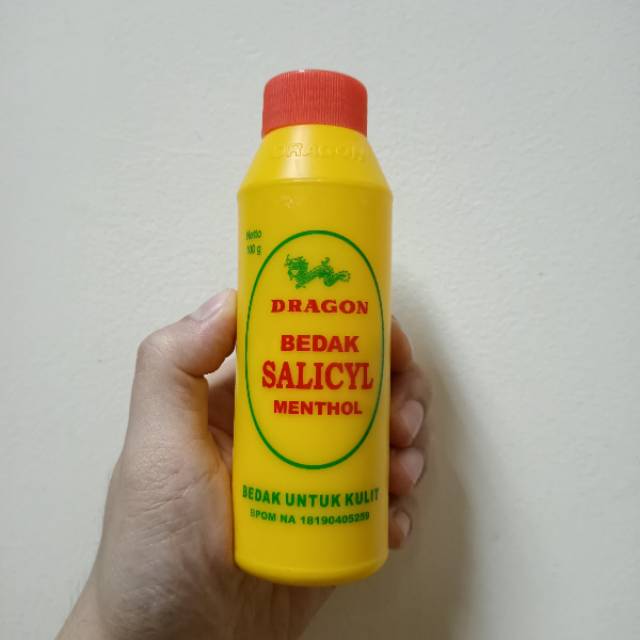 DRAGON
Netto
100 g
DRAGON
BEDAK
SALICYL
MENTHOL
BEDAK UNTUK KULIT
BPOM NA 18190405259